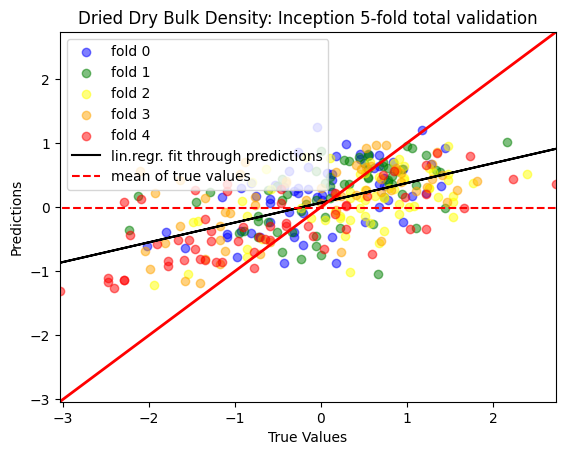 Dried Dry Bulk Density: Inception 5-fold total validation
fold 0
fold 1
fold 2
fold 3
fold 4
lin.regr. fit through predictions
mean of true values
Predictions
2
1
0
−1
−2
−3
−3
−2
−1
0
1
2
True Values